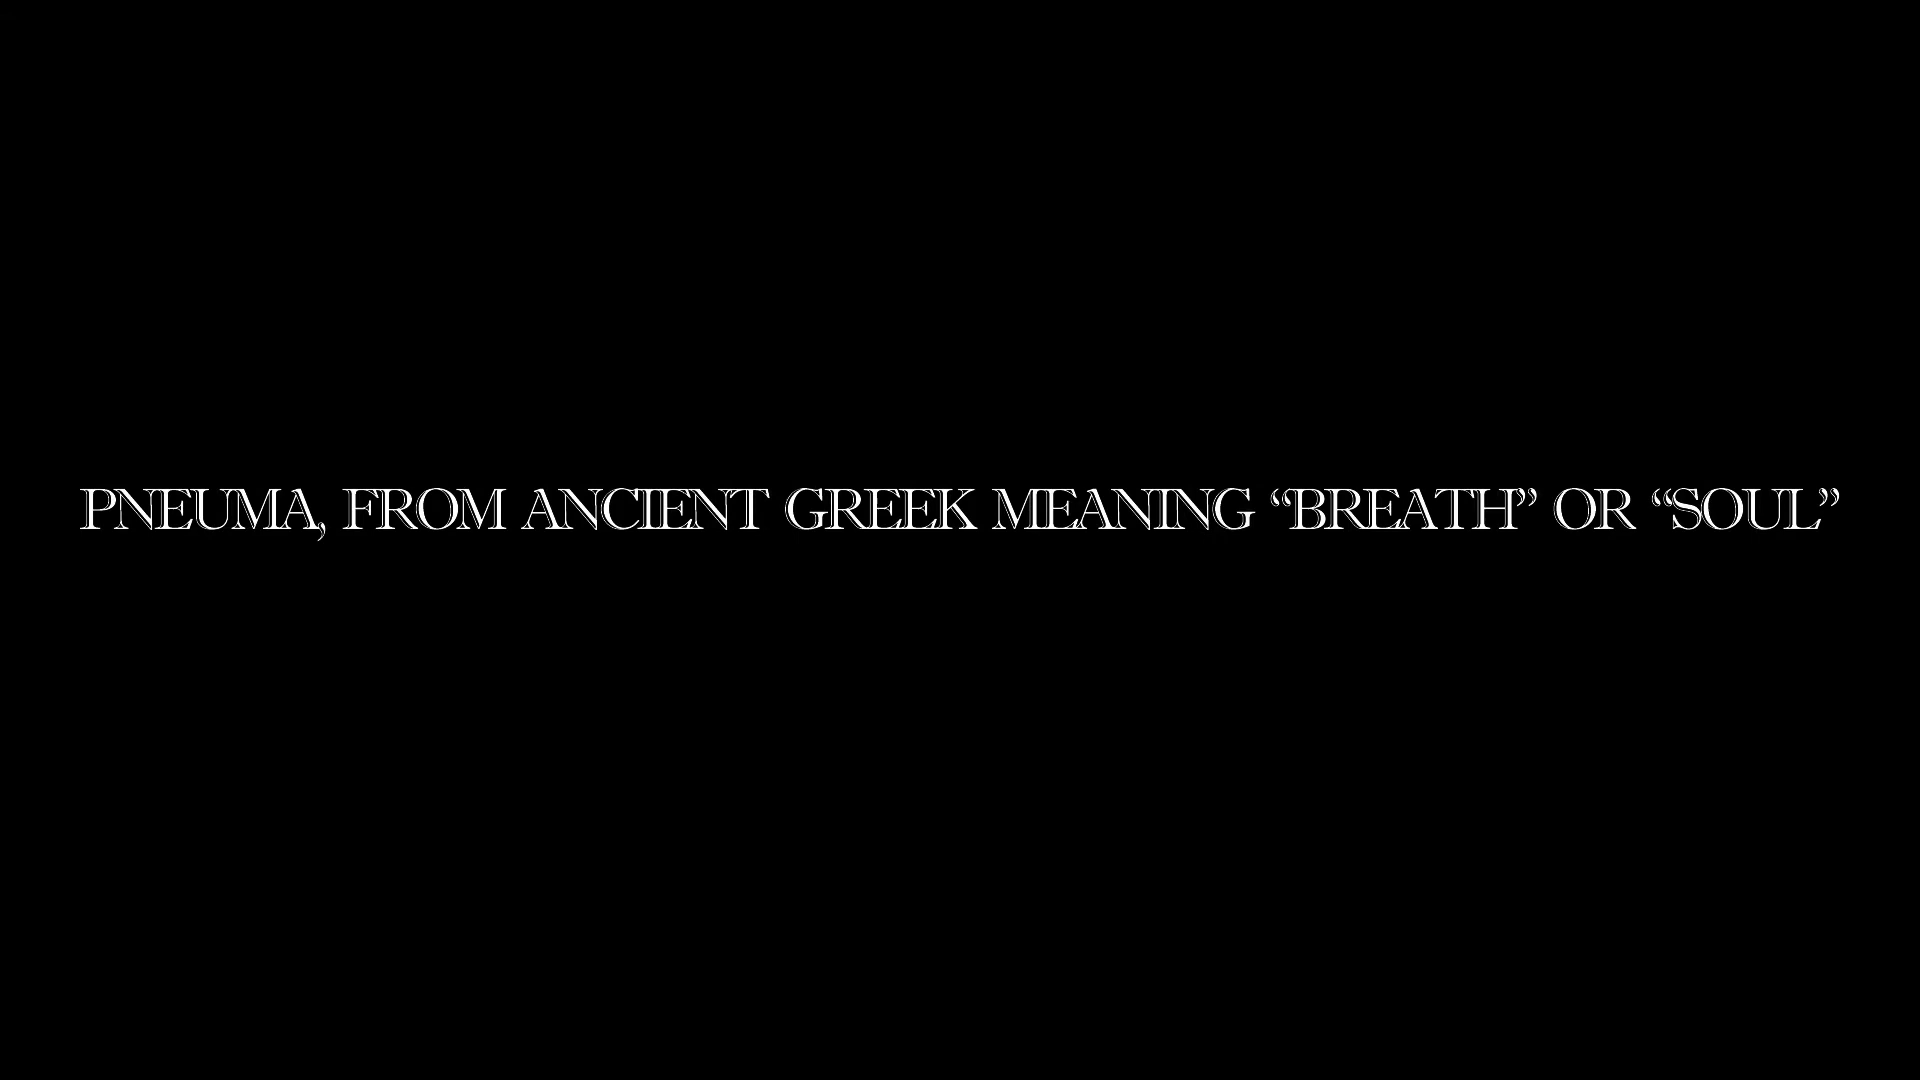 PNEUMA, FROM ANCIENT GREEK MEANING “BREATH” OR “SOUL”